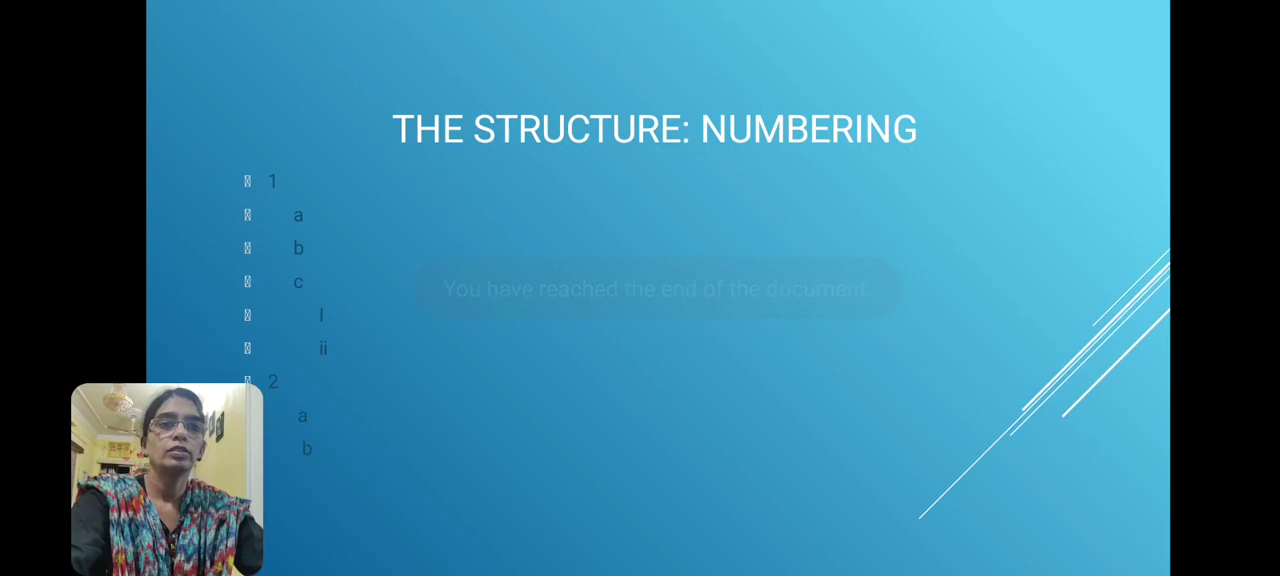 THE STRUCTURE: NUMBERING
1
a
b
c
You have reached the end of the document.
I
ii
2
a
b